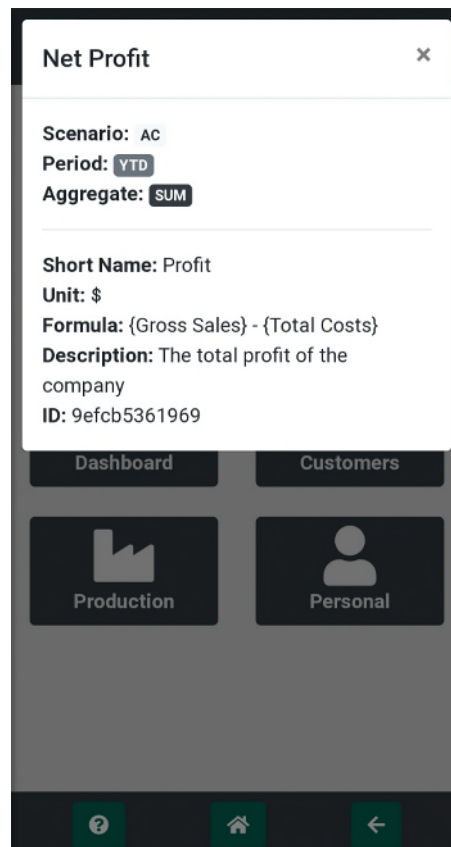 Net Profit ×
Scenario: AC
Period: YTD
Aggregate: SUM
Short Name: Profit
Unit: $
Formula: {Gross Sales} - {Total Costs}
Description: The total profit of the
company
ID: 9efcb5361969
Dashboard Customers
Production Personal